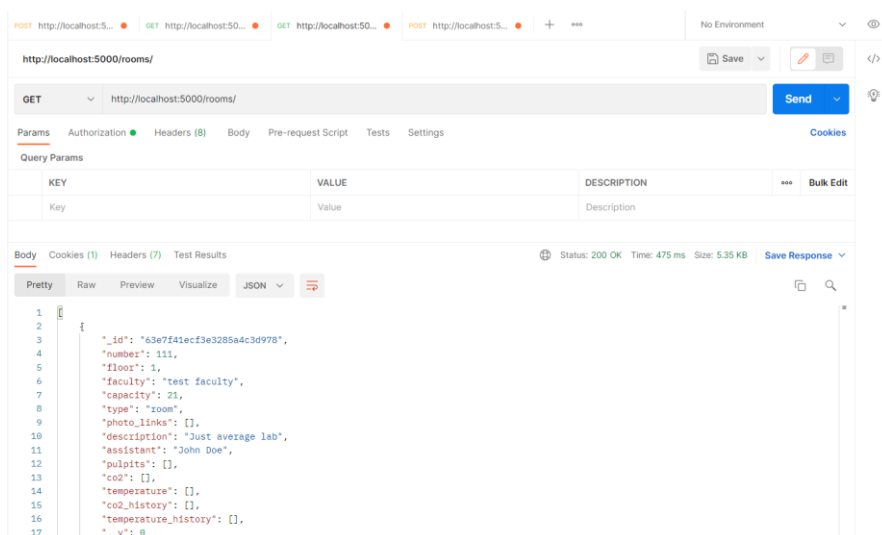 POST http://localhost:5... GET http://localhost:50... GET http://localhost:50... POST http://localhost:5... + ooo No Environment
http://localhost:5000/rooms/ Save
GET http://localhost:5000/rooms/ Send
Params Authorization Headers (8) Body Pre-request Script Tests Settings Cookies
Query Params
KEY VALUE DESCRIPTION ooo Bulk Edit
Key Value Description
Body Cookies (1) Headers (7) Test Results Status: 200 OK Time: 475 ms Size: 5.35 KB Save Response
Pretty Raw Preview Visualize JSON
1 [
2 {
3 "_id": "63e7f41ecf3e3285a4c3d978",
4 "number": 111,
5 "floor": 1,
6 "faculty": "test faculty",
7 "capacity": 21,
8 "type": "room",
9 "photo_links": [],
10 "description": "Just average lab",
11 "assistant": "John Doe",
12 "pulpits": [],
13 "co2": [],
14 "temperature": [],
15 "co2_history": [],
16 "temperature_history": [],
17 "__v": 0